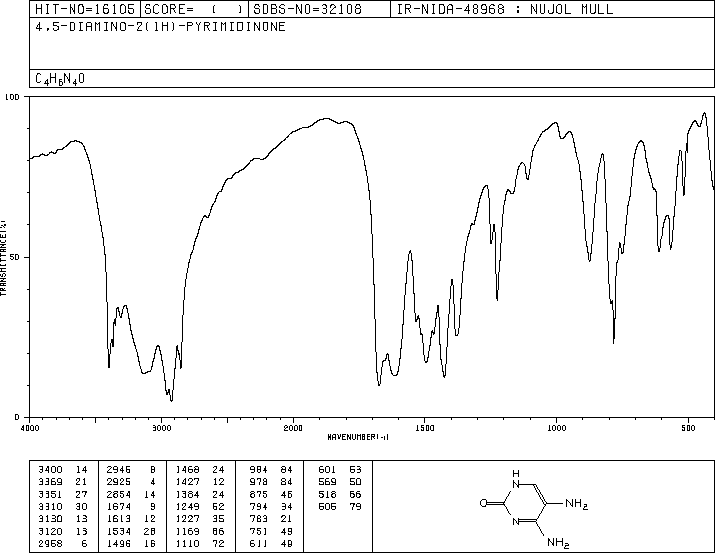 HIT-NO=16105 SCORE= ( ) SDBS-NO=32108 IR-NIDA-48968 : NUJOL MULL
4,5-DIAMINO-2(1H)-PYRIMIDINONE
C4H6N4O
100
50
0
TRANSMITTANCE(%)
4000 3000 2000 1500 1000 500
WAVENUMBER(-1)
3400 14 2946 8 1468 24 984 84 601 53
3369 21 2925 4 1427 12 978 84 569 50
3351 27 2854 14 1384 24 875 46 518 66
3310 30 1674 9 1249 52 794 34 505 79
3130 13 1613 12 1227 35 783 21
3120 13 1534 28 1169 86 751 49
2958 6 1496 16 1110 72 611 49
H
N
O
NH2
N
NH2